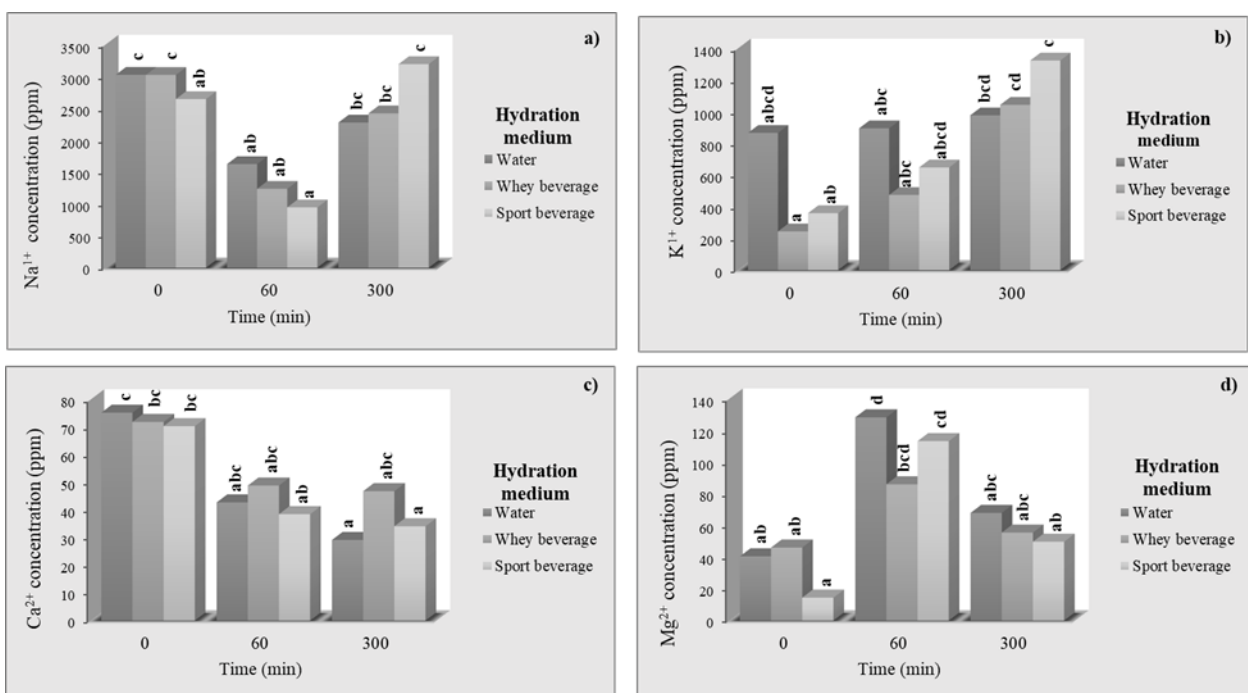 a)
Na1+ concentration (ppm)
3500
3000
2500
2000
1500
1000
500
0
c c ab
ab ab a
bc bc c
0 60 300
Time (min)
Hydration
medium
Water
Whey beverage
Sport beverage
b)
K1+ concentration (ppm)
1400
1200
1000
800
600
400
200
0
abcd a ab
abc abc abcd
bcd cd c
0 60 300
Time (min)
Hydration
medium
Water
Whey beverage
Sport beverage
c)
Ca2+ concentration (ppm)
80
70
60
50
40
30
20
10
0
c bc bc
abc abc ab
a abc a
0 60 300
Time (min)
Hydration
medium
Water
Whey beverage
Sport beverage
d)
Mg2+ concentration (ppm)
140
120
100
80
60
40
20
0
ab ab a
d bcd cd
abc abc ab
0 60 300
Time (min)
Hydration
medium
Water
Whey beverage
Sport beverage